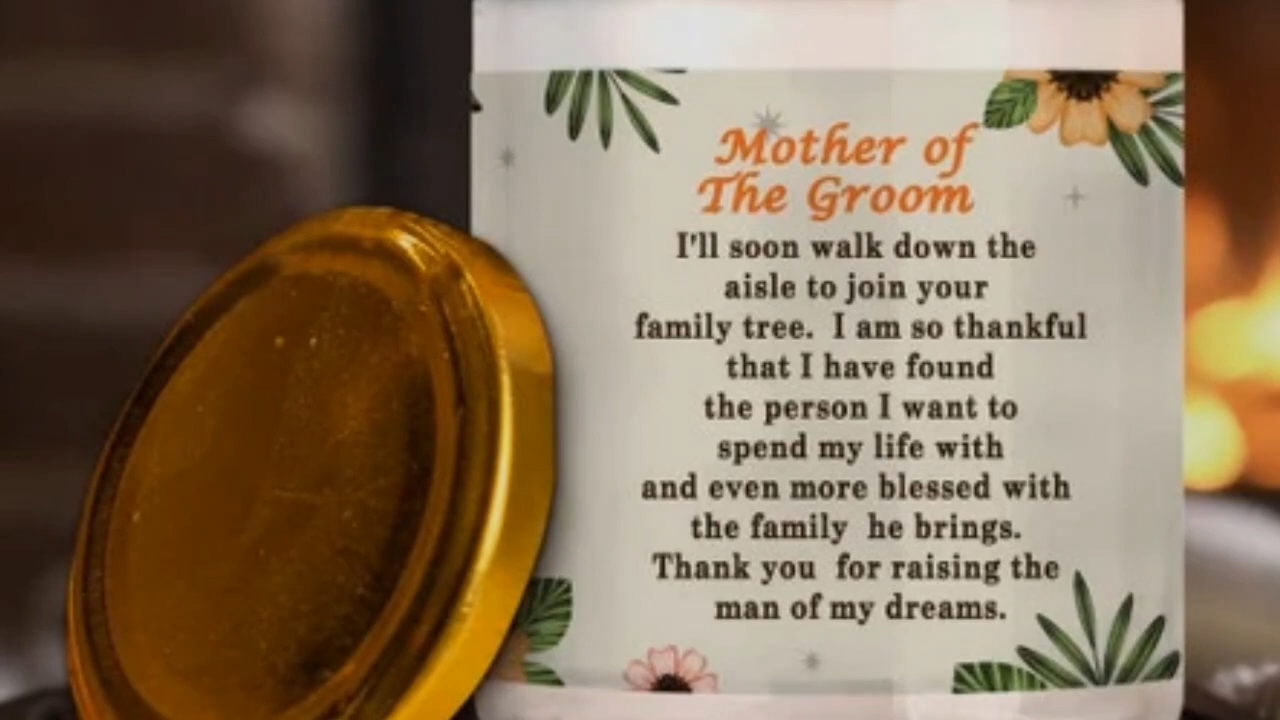 Mother of
The Groom
I'll soon walk down the
aisle to join your
family tree.  I am so thankful
that I have found
the person I want to
spend my life with
and even more blessed with
the family  he brings.
Thank you  for raising the
man of my dreams.